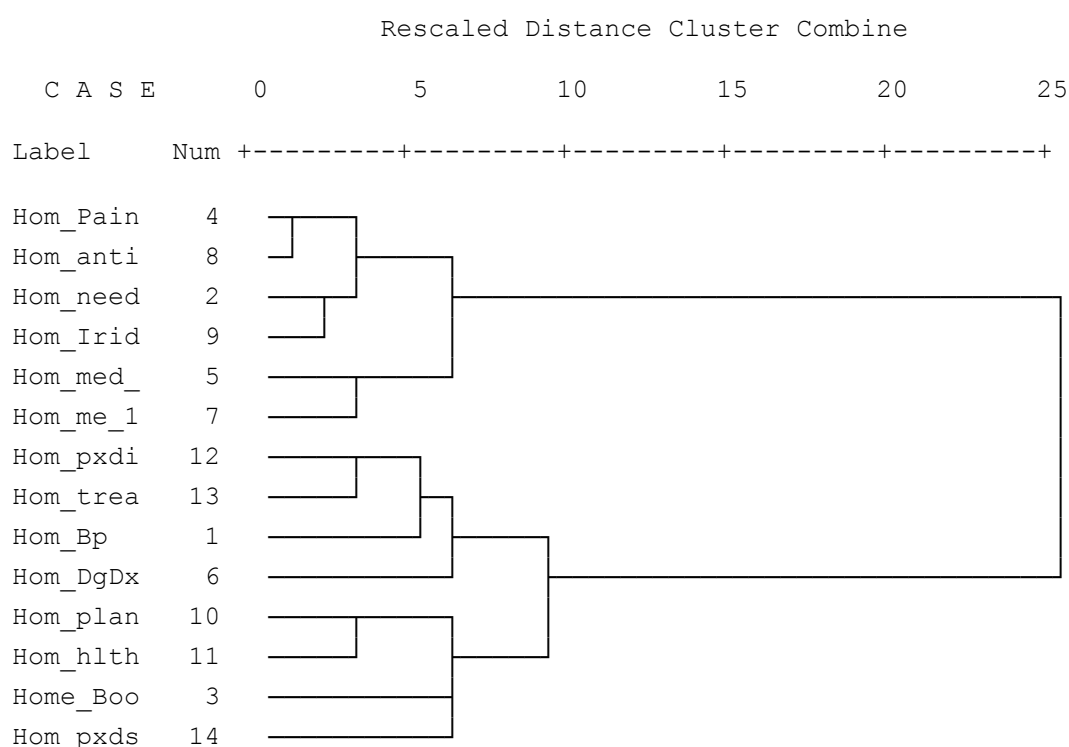 Rescaled Distance Cluster Combine
C A S E 0 5 10 15 20 25
Label Num +---------+---------+---------+---------+---------+
Hom_Pain 4
Hom_anti 8
Hom_need 2
Hom_Irid 9
Hom_med_ 5
Hom_me_1 7
Hom_pxdi 12
Hom_trea 13
Hom_Bp 1
Hom_DgDx 6
Hom_plan 10
Hom_hlth 11
Home_Boo 3
Hom_pxds 14